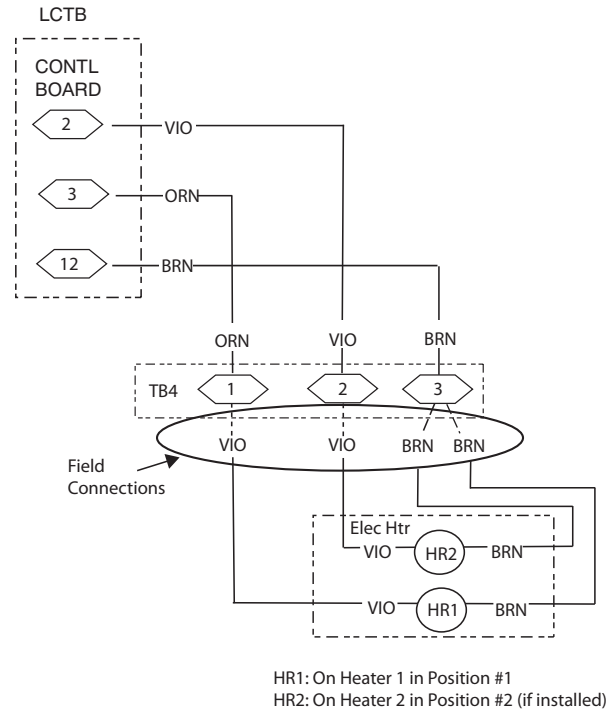 LCTB
CONTL
BOARD
2
VIO
3
ORN
12
BRN
ORN
VIO
BRN
TB4
1
2
3
VIO
VIO
BRN
BRN
Field
Connections
Elec Htr
VIO
HR2
BRN
VIO
HR1
BRN
HR1: On Heater 1 in Position #1
HR2: On Heater 2 in Position #2 (if installed)